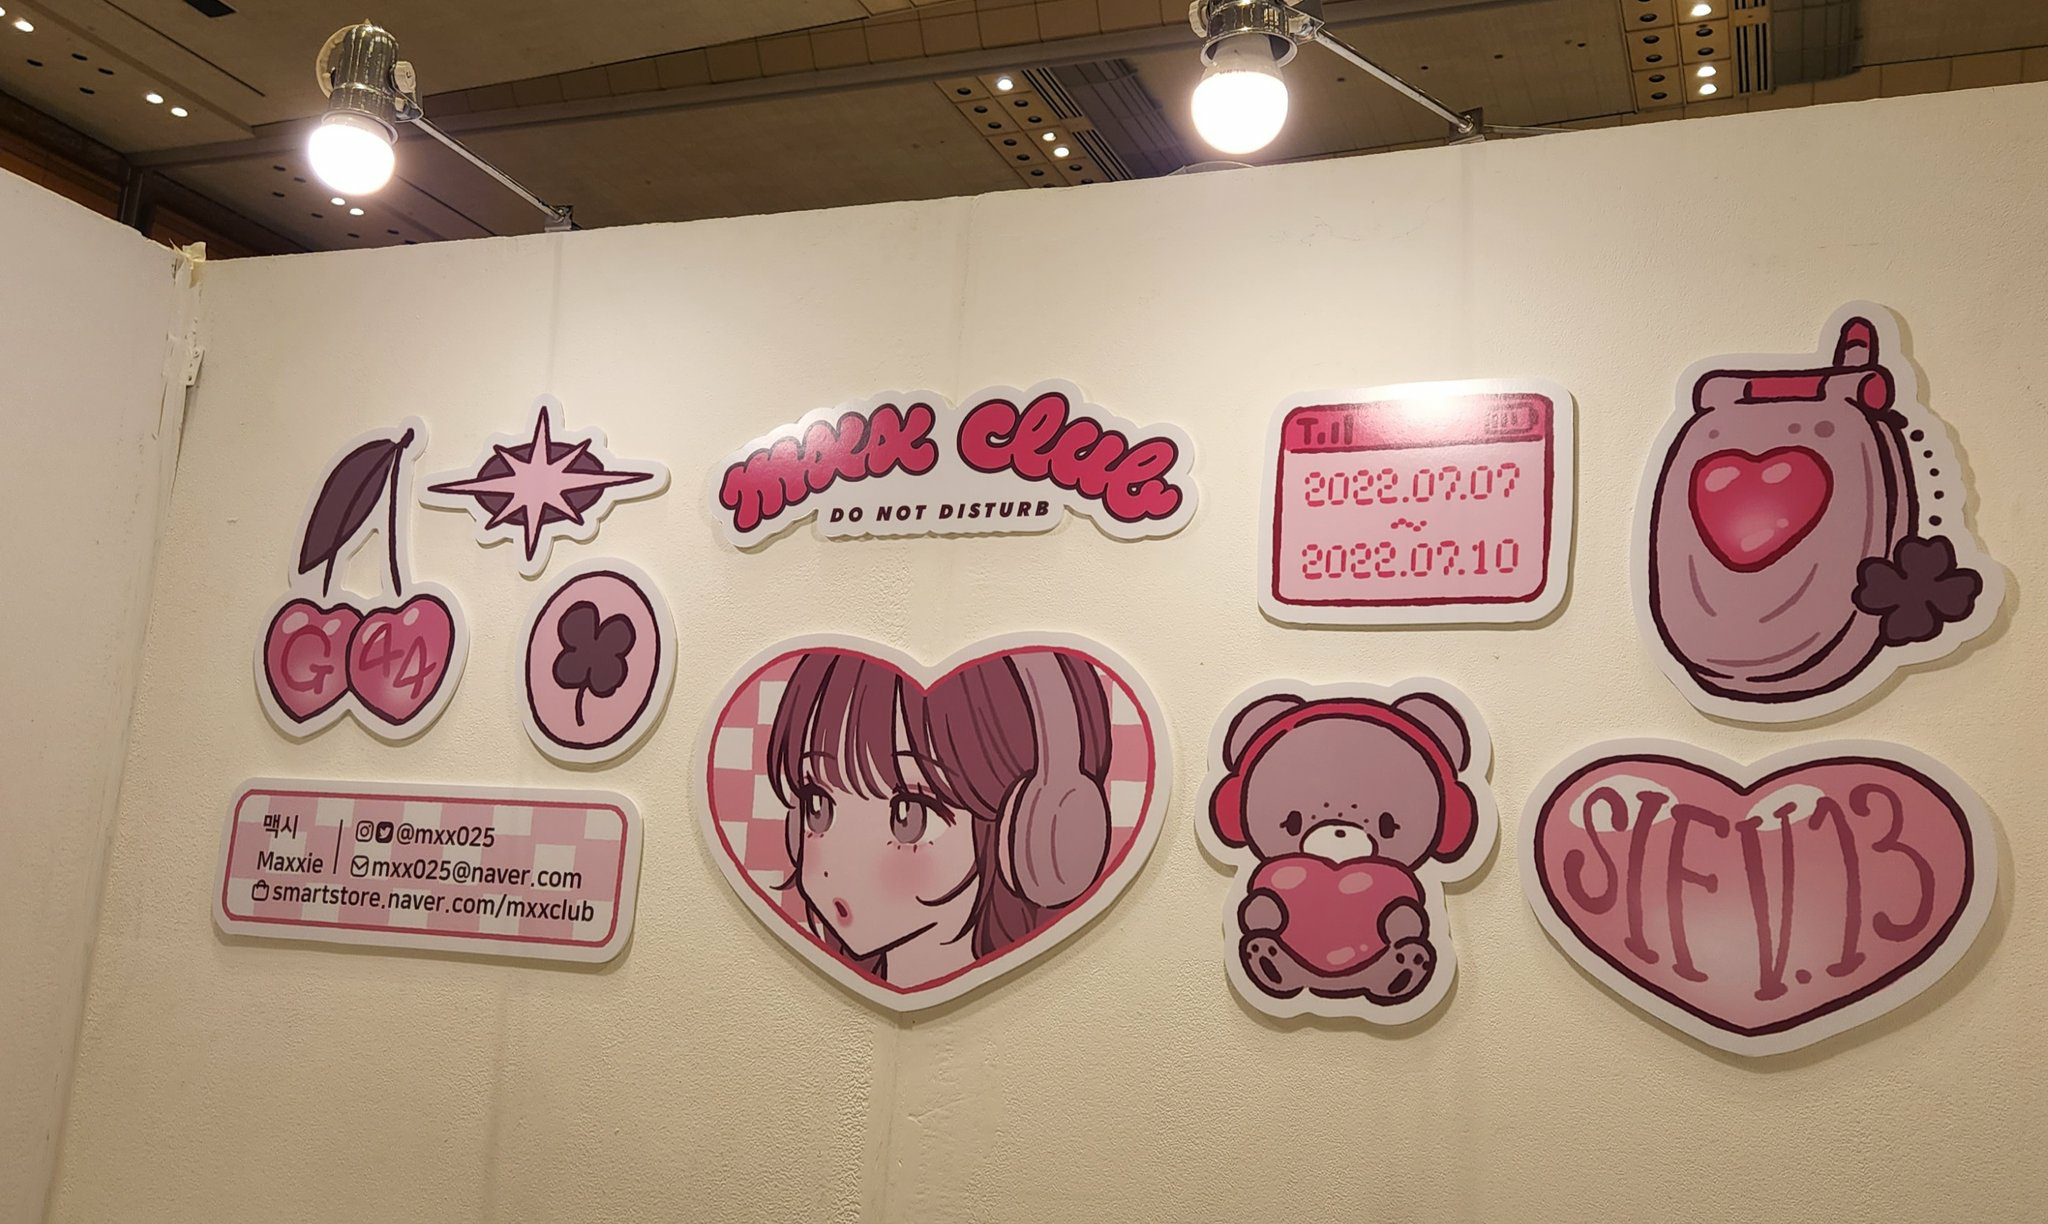 mxx club
DO NOT DISTURB
2022.07.07
~
2022.07.10
G 44
맥시
Maxxie
@mxx025
mxx025@naver.com
smartstore.naver.com/mxxclub
SIF V.13